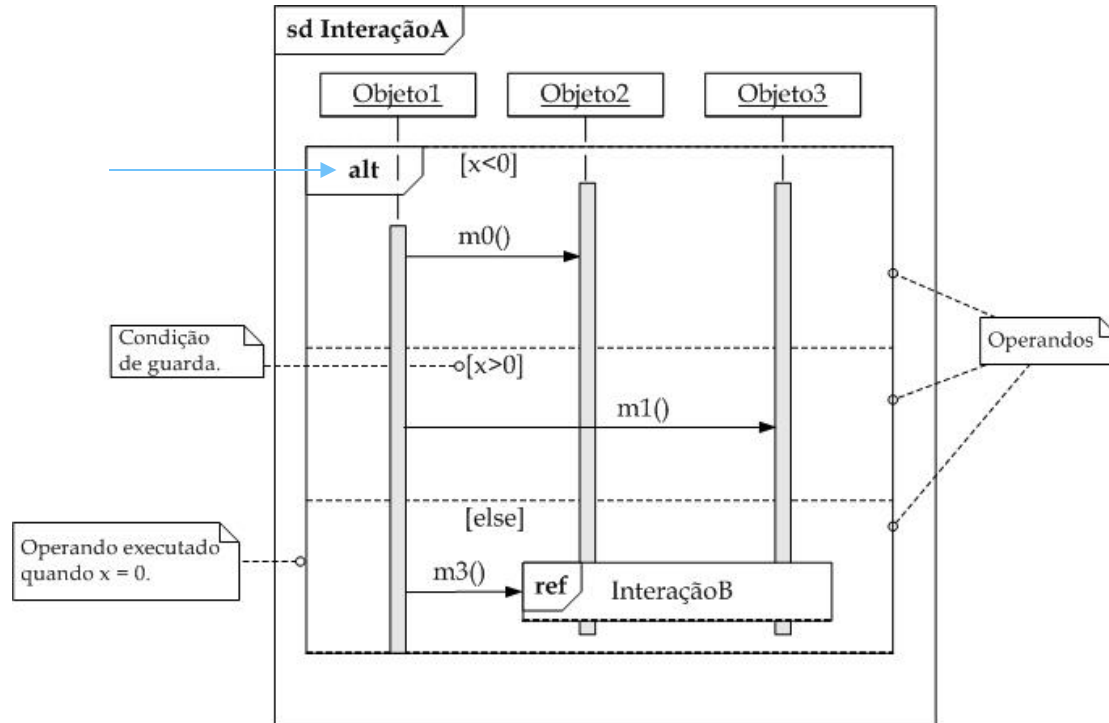 sd InteraçãoA
Objeto1
Objeto2
Objeto3
alt
[x<0]
m0()
Condição
de guarda.
[x>0]
Operandos
m1()
[else]
Operando executado
quando x = 0.
m3()
ref
InteraçãoB